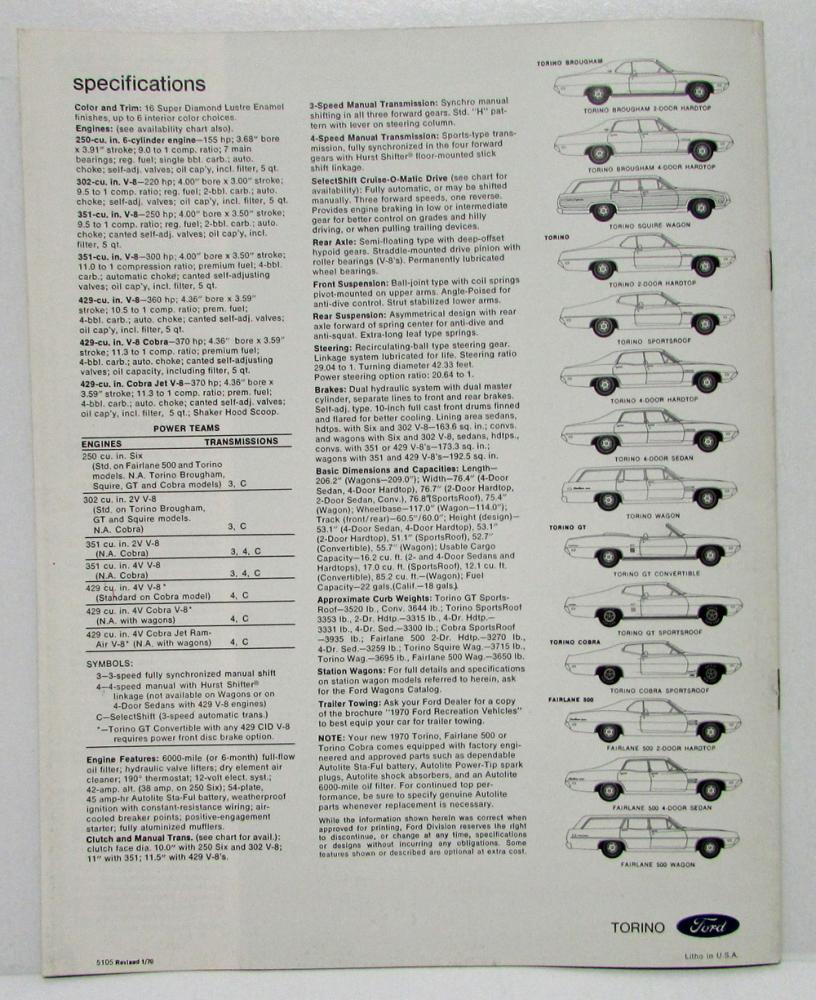 specifications
Color and Trim: 16 Super Diamond Lustre Enamel
finishes, up to 6 interior color choices.
Engines: (see availability chart also).
250-cu. in. 6-cylinder engine—155 hp; 3.68" bore
x 3.91" stroke; 9.0 to 1 comp. ratio; 7 main
bearings; reg. fuel; single bbl. carb.; auto.
choke; self-adj. valves; oil cap'y, incl. filter, 5 qt.
302-cu. in. V-8—220 hp; 4.00" bore x 3.00" stroke;
9.5 to 1 comp. ratio; reg. fuel; 2-bbl. carb.; auto.
choke; self-adj. valves; oil cap'y, incl. filter, 5 qt.
351-cu. in. V-8—250 hp; 4.00" bore x 3.50" stroke;
9.5 to 1 comp. ratio; reg. fuel; 2-bbl. carb.; auto.
choke; canted self-adj. valves; oil cap'y, incl.
filter, 5 qt.
351-cu. in. V-8—300 hp; 4.00" bore x 3.50" stroke;
11.0 to 1 compression ratio; premium fuel; 4-bbl.
carb.; automatic choke; canted self-adjusting
valves; oil cap'y, incl. filter, 5 qt.
429-cu. in. V-8—360 hp; 4.36" bore x 3.59"
stroke; 10.5 to 1 comp. ratio; prem. fuel;
4-bbl. carb.; auto. choke; canted self-adj. valves;
oil cap'y, incl. filter, 5 qt.
429-cu. in. V-8 Cobra—370 hp; 4.36" bore x 3.59"
stroke; 11.3 to 1 comp. ratio; premium fuel;
4-bbl. carb.; auto. choke; canted self-adjusting
valves; oil capacity, including filter, 5 qt.
429-cu. in. Cobra Jet V-8—370 hp; 4.36" bore x
3.59" stroke; 11.3 to 1 comp. ratio; prem. fuel;
4-bbl. carb.; auto. choke; canted self-adj. valves;
oil cap'y, incl. filter, 5 qt.; Shaker Hood Scoop.
POWER TEAMS
ENGINES TRANSMISSIONS
250 cu. in. Six
(Std. on Fairlane 500 and Torino
models. N.A. Torino Brougham,
Squire, GT and Cobra models) 3, C
302 cu. in. 2V V-8
(Std. on Torino Brougham,
GT and Squire models.
N.A. Cobra) 3, C
351 cu. in. 2V V-8
(N.A. Cobra) 3, 4, C
351 cu. in. 4V V-8
(N.A. Cobra) 3, 4, C
429 cu. in. 4V V-8*
(Standard on Cobra model) 4, C
429 cu. in. 4V Cobra V-8*
(N.A. with wagons) 4, C
429 cu. in. 4V Cobra Jet Ram-
Air V-8* (N.A. with wagons) 4, C
SYMBOLS:
3—3-speed fully synchronized manual shift
4—4-speed manual with Hurst Shifter®
linkage (not available on Wagons or on
4-Door Sedans with 429 V-8 engines)
C—SelectShift (3-speed automatic trans.)
*—Torino GT Convertible with any 429 CID V-8
requires power front disc brake option.
Engine Features: 6000-mile (or 6-month) full-flow
oil filter; hydraulic valve lifters; dry element air
cleaner; 190° thermostat; 12-volt elect. syst.;
42-amp. alt. (38 amp. on 250 Six); 54-plate,
45 amp-hr Autolite Sta-Ful battery, weatherproof
ignition with constant-resistance wiring; air-
cooled breaker points; positive-engagement
starter; fully aluminized mufflers.
Clutch and Manual Trans. (see chart for avail.):
clutch face dia. 10.0" with 250 Six and 302 V-8;
11" with 351; 11.5" with 429 V-8's.
5105 Revised 1/70
3-Speed Manual Transmission: Synchro manual
shifting in all three forward gears. Std. "H" pat-
tern with lever on steering column.
4-Speed Manual Transmission: Sports-type trans-
mission, fully synchronized in the four forward
gears with Hurst Shifter® floor-mounted stick
shift linkage.
SelectShift Cruise-O-Matic Drive (see chart for
availability): Fully automatic, or may be shifted
manually. Three forward speeds, one reverse.
Provides engine braking in low or intermediate
gear for better control on grades and hilly
driving, or when pulling trailing devices.
Rear Axle: Semi-floating type with deep-offset
hypoid gears. Straddle-mounted drive pinion with
roller bearings (V-8's). Permanently lubricated
wheel bearings.
Front Suspension: Ball-joint type with coil springs
pivot-mounted on upper arms. Angle-Poised for
anti-dive control. Strut stabilized lower arms.
Rear Suspension: Asymmetrical design with rear
axle forward of spring center for anti-dive and
anti-squat. Extra-long leaf type springs.
Steering: Recirculating-ball type steering gear.
Linkage system lubricated for life. Steering ratio
29.04 to 1. Turning diameter 42.33 feet.
Power steering option ratio: 20.64 to 1.
Brakes: Dual hydraulic system with dual master
cylinder, separate lines to front and rear brakes.
Self-adj. type. 10-inch full cast front drums finned
and flared for better cooling. Lining area sedans,
hdtps. with Six and 302 V-8—163.6 sq. in.; convs.
and wagons with Six and 302 V-8, sedans, hdtps.,
convs. with 351 or 429 V-8's—173.3 sq. in.;
wagons with 351 and 429 V-8's—192.5 sq. in.
Basic Dimensions and Capacities: Length—
206.2" (Wagons—209.0"); Width—76.4" (4-Door
Sedan, 4-Door Hardtop), 76.7" (2-Door Hardtop,
2-Door Sedan, Conv.), 76.8" (SportsRoof), 75.4"
(Wagon); Wheelbase—117.0" (Wagon—114.0");
Track (front/rear)—60.5"/60.0"; Height (design)—
53.1" (4-Door Sedan, 4-Door Hardtop), 53.1"
(2-Door Hardtop), 51.1" (SportsRoof), 52.7"
(Convertible), 55.7" (Wagon); Usable Cargo
Capacity—16.2 cu. ft. (2- and 4-Door Sedans and
Hardtops), 17.0 cu. ft. (SportsRoof), 12.1 cu. ft.
(Convertible), 85.2 cu. ft.—(Wagon); Fuel
Capacity—22 gals.(Calif.—18 gals.)
Approximate Curb Weights: Torino GT Sports-
Roof—3520 lb., Conv. 3644 lb.; Torino SportsRoof
3353 lb., 2-Dr. Hdtp.—3315 lb., 4-Dr. Hdtp.—
3331 lb., 4-Dr. Sed.—3300 lb.; Cobra SportsRoof
—3935 lb.; Fairlane 500 2-Dr. Hdtp.—3270 lb.,
4-Dr. Sed.—3259 lb.; Torino Squire Wag.—3715 lb.,
Torino Wag.—3695 lb., Fairlane 500 Wag.—3650 lb.
Station Wagons: For full details and specifications
on station wagon models referred to herein, ask
for the Ford Wagons Catalog.
Trailer Towing: Ask your Ford Dealer for a copy
of the brochure "1970 Ford Recreation Vehicles"
to best equip your car for trailer towing.
NOTE: Your new 1970 Torino, Fairlane 500 or
Torino Cobra comes equipped with factory engi-
neered and approved parts such as dependable
Autolite Sta-Ful battery, Autolite Power-Tip spark
plugs, Autolite shock absorbers, and an Autolite
6000-mile oil filter. For continued top per-
formance, be sure to specify genuine Autolite
parts whenever replacement is necessary.
While the information shown herein was correct when
approved for printing, Ford Division reserves the right
to discontinue, or change at any time, specifications
or designs without incurring any obligations. Some
features shown or described are optional at extra cost.
TORINO BROUGHAM
TORINO BROUGHAM 2-DOOR HARDTOP
TORINO BROUGHAM 4-DOOR HARDTOP
TORINO SQUIRE WAGON
TORINO
TORINO 2-DOOR HARDTOP
TORINO SPORTSROOF
TORINO 4-DOOR HARDTOP
TORINO 4-DOOR SEDAN
TORINO WAGON
TORINO GT
TORINO GT CONVERTIBLE
TORINO GT SPORTSROOF
TORINO COBRA
TORINO COBRA SPORTSROOF
FAIRLANE 500
FAIRLANE 500 2-DOOR HARDTOP
FAIRLANE 500 4-DOOR SEDAN
FAIRLANE 500 WAGON
TORINO Ford
Litho in U.S.A.